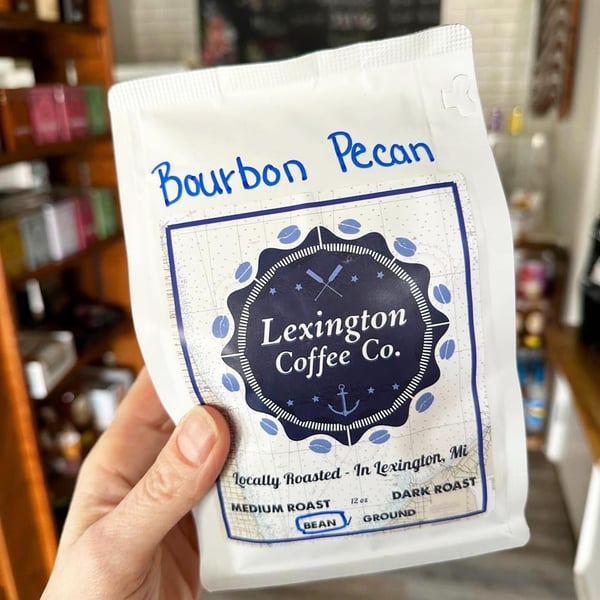 Bourbon Pecan
Lexington
Coffee Co.
Locally Roasted - In Lexington, Mi
MEDIUM ROAST 12 oz DARK ROAST
BEAN / GROUND